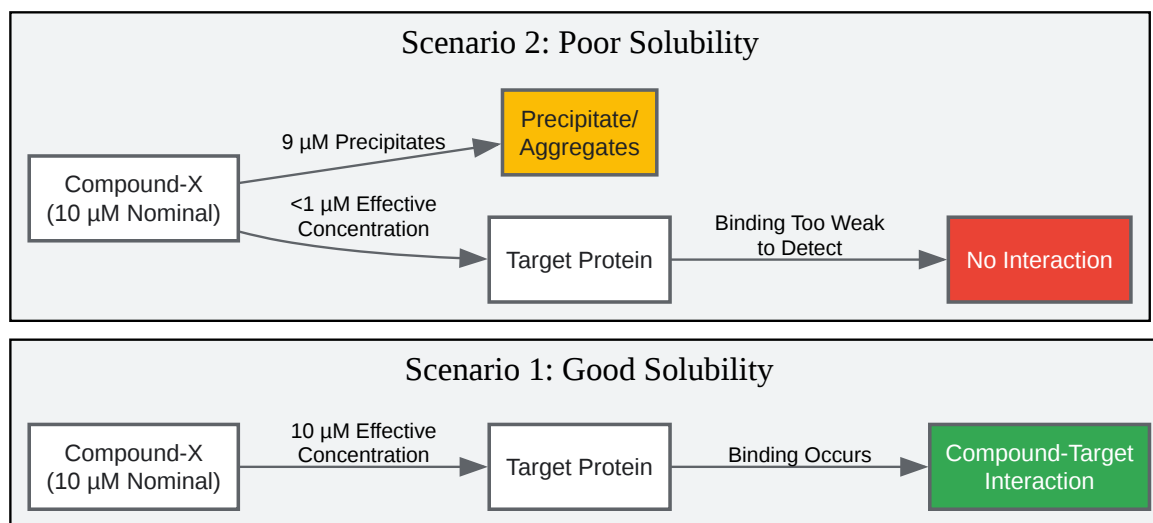 Scenario 2: Poor Solubility
Compound-X
(10 µM Nominal)
9 µM Precipitates
Precipitate/
Aggregates
<1 µM Effective
Concentration
Target Protein
Binding Too Weak
to Detect
No Interaction
Scenario 1: Good Solubility
Compound-X
(10 µM Nominal)
10 µM Effective
Concentration
Target Protein
Binding Occurs
Compound-Target
Interaction